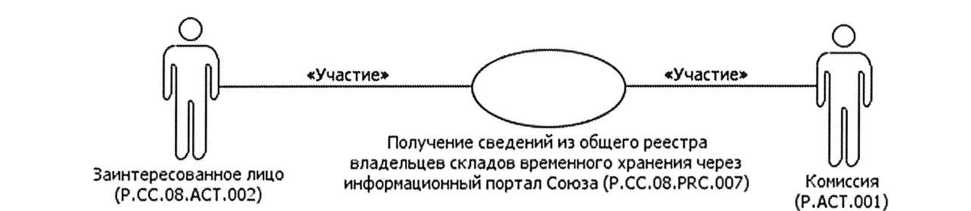 «Участие»
«Участие»
Получение сведений из общего реестра
владельцев складов временного хранения через
информационный портал Союза (P.CC.08.PRC.007)
Заинтересованное лицо
(P.CC.08.ACT.002)
Комиссия
(P.ACT.001)